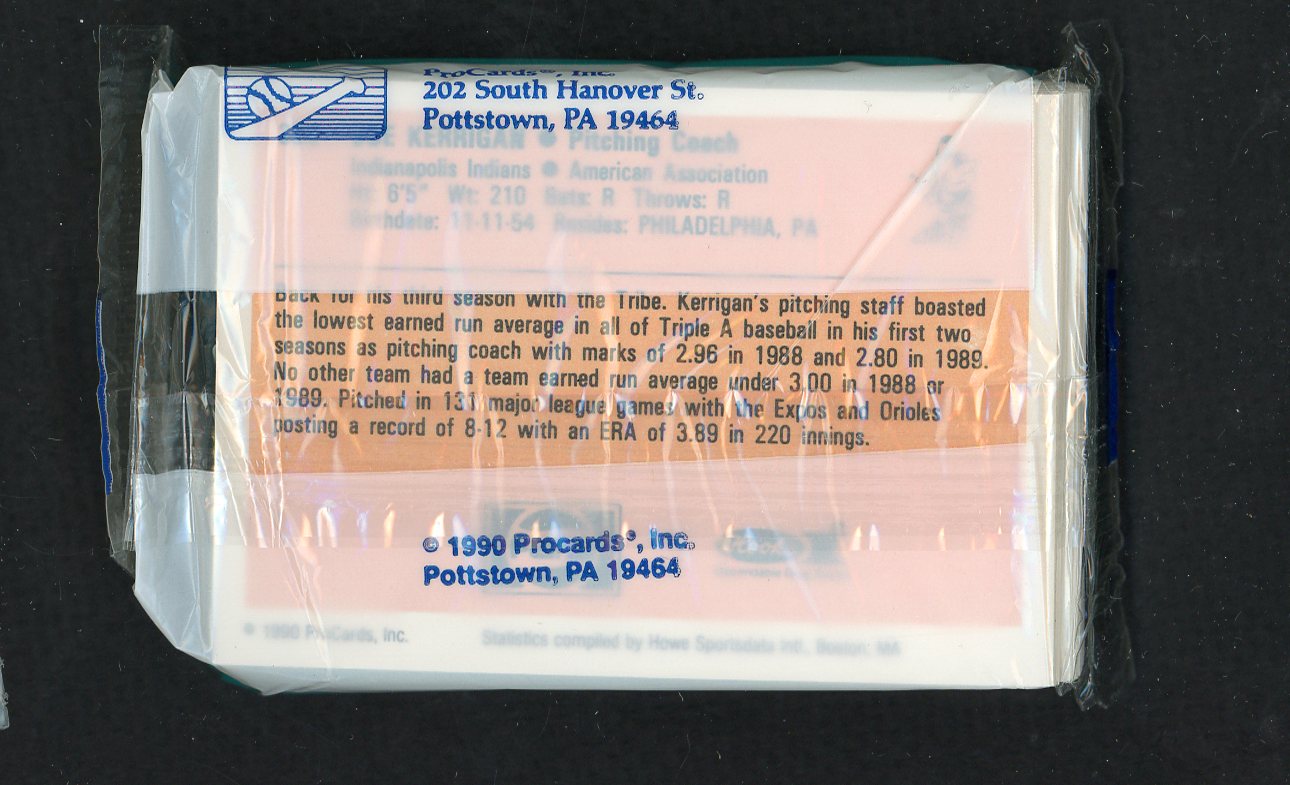 ProCards®, Inc.
202 South Hanover St.
Pottstown, PA 19464
KERRIGAN ● Pitching Coach
Indianapolis Indians ● American Association
Ht: 6'5" Wt: 210 Bats: R Throws: R
Birthdate: 11-11-54 Resides: PHILADELPHIA, PA
Back for his third season with the Tribe. Kerrigan's pitching staff boasted
the lowest earned run average in all of Triple A baseball in his first two
seasons as pitching coach with marks of 2.96 in 1988 and 2.80 in 1989.
No other team had a team earned run average under 3.00 in 1988 or
1989. Pitched in 131 major league games with the Expos and Orioles
posting a record of 8-12 with an ERA of 3.89 in 220 innings.
© 1990 Procards®, Inc.
Pottstown, PA 19464
© 1990 ProCards, Inc. Statistics compiled by Howe Sportsdata Intl. Boston: MA